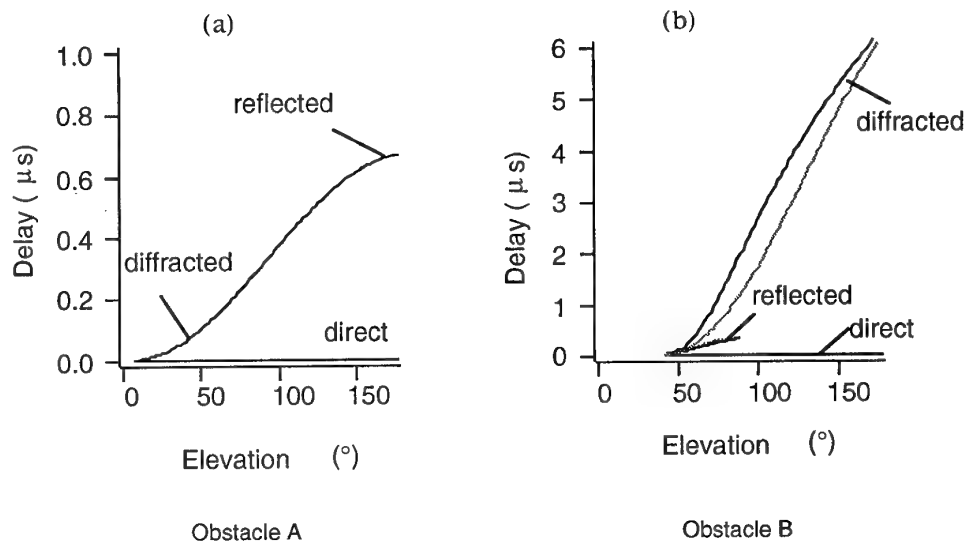 (a)
1.0
0.8
0.6
0.4
0.2
0.0
Delay ( μs)
reflected
diffracted
direct
0
50
100
150
Elevation (°)
Obstacle A
(b)
6
5
4
3
2
1
0
Delay ( μs)
diffracted
reflected
direct
0
50
100
150
Elevation (°)
Obstacle B